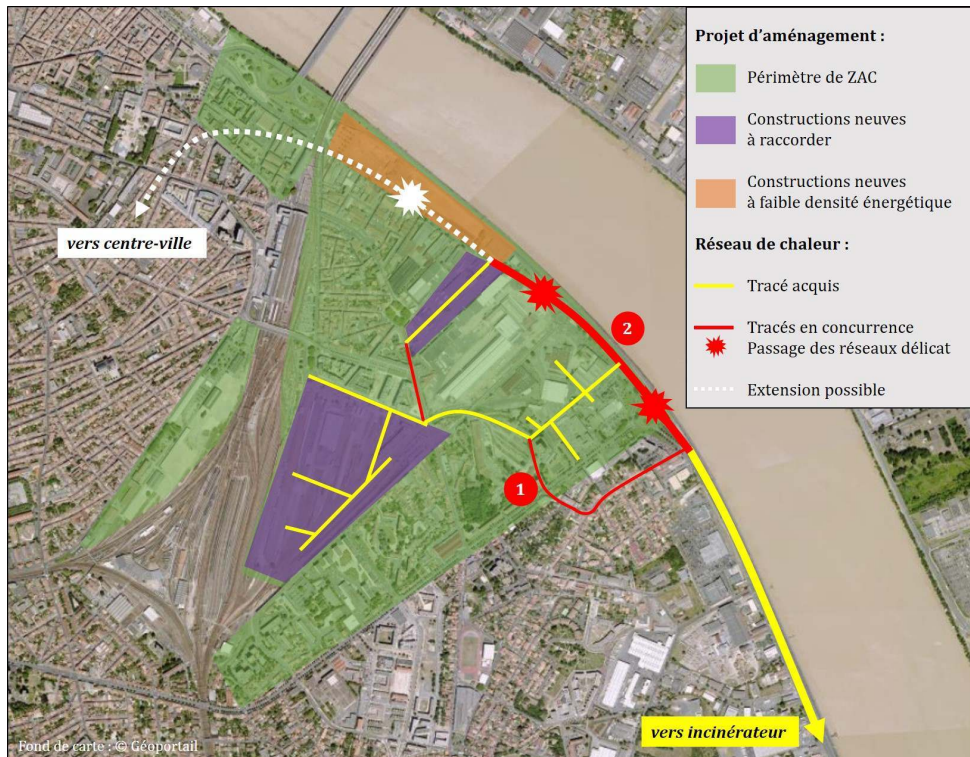 Projet d'aménagement :
Périmètre de ZAC
Constructions neuves
à raccorder
Constructions neuves
à faible densité énergétique
Réseau de chaleur :
Tracé acquis
Tracés en concurrence
Passage des réseaux délicat
Extension possible
vers centre-ville
2
1
vers incinérateur
Fond de carte : © Géoportail